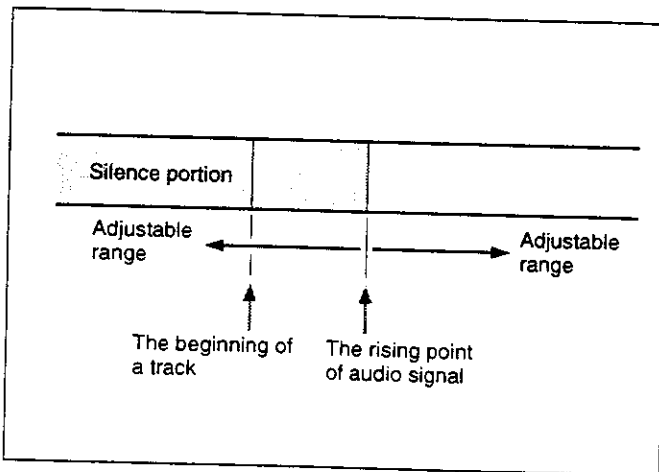 Silence portion
Adjustable
range
Adjustable
range
The beginning of
a track
The rising point
of audio signal